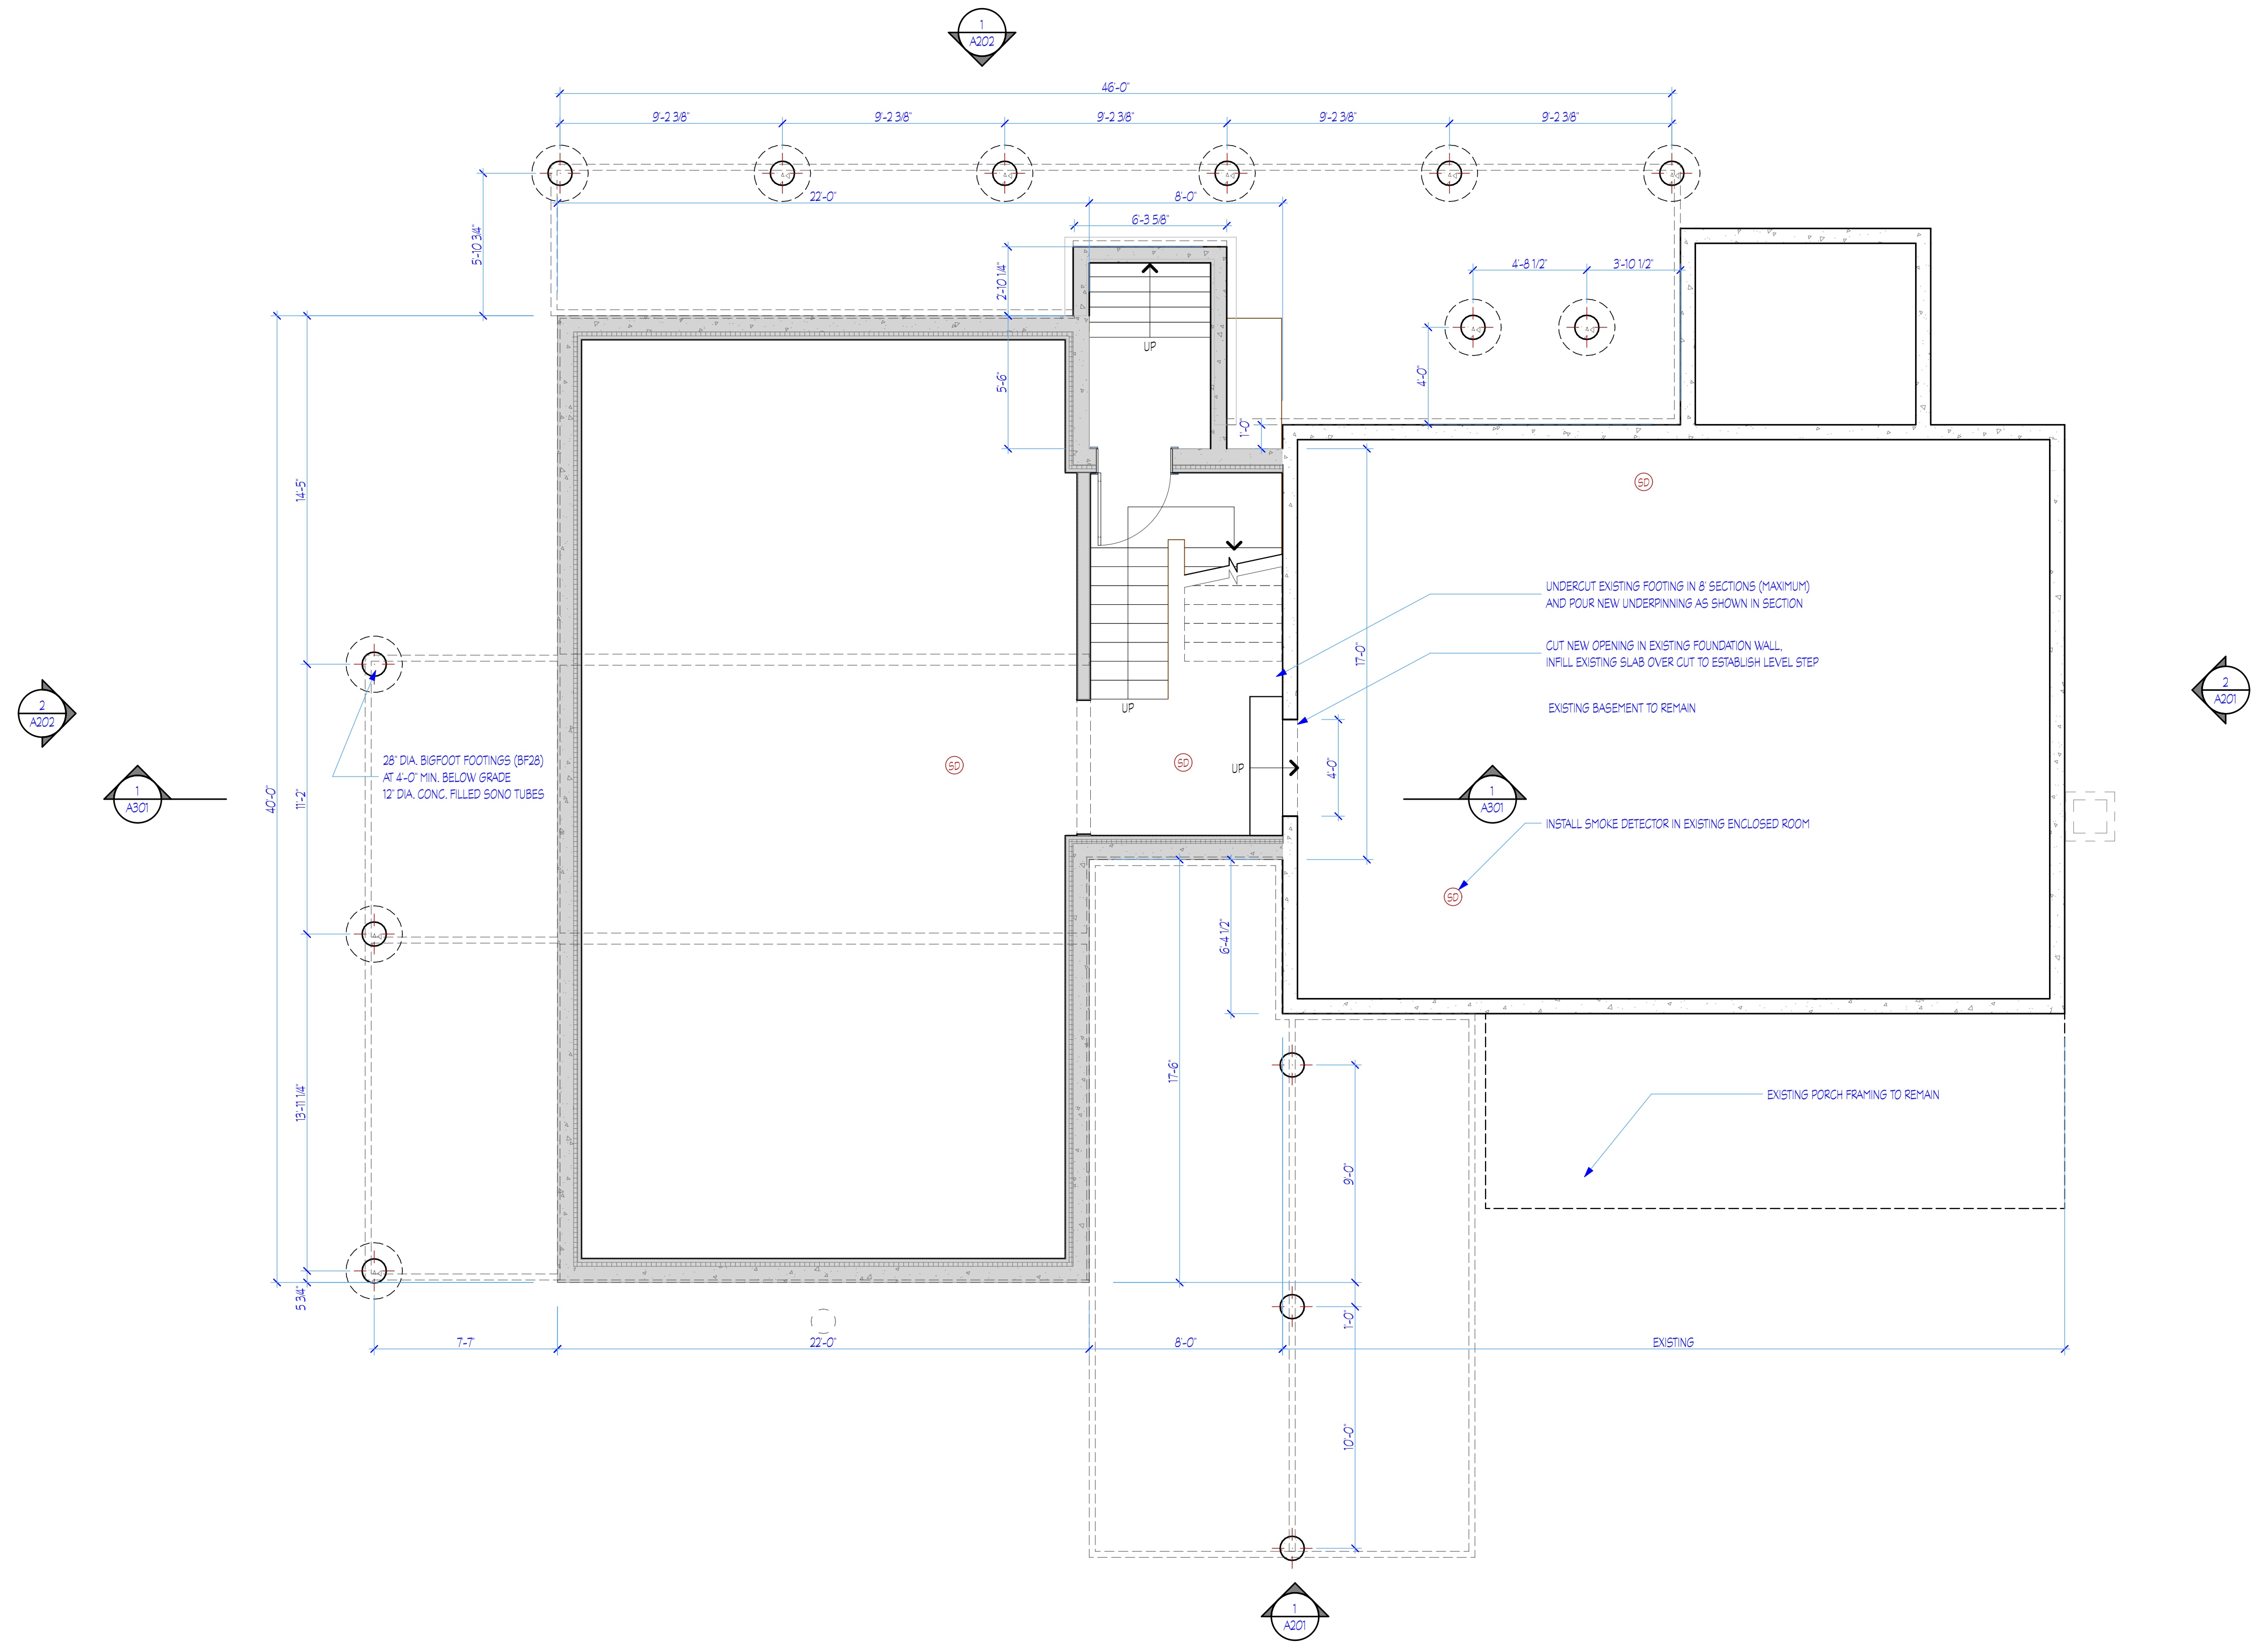 1
A202
46'-0"
9'-2 3/8"
9'-2 3/8"
9'-2 3/8"
9'-2 3/8"
9'-2 3/8"
22'-0"
8'-0"
6'-3 5/8"
5'-10 3/4"
2'-10 1/4"
4'-8 1/2"
3'-10 1/2"
UP
5'-6"
4'-0"
1'-0"
14'-5"
SD
UNDERCUT EXISTING FOOTING IN 8' SECTIONS (MAXIMUM)
AND POUR NEW UNDERPINNING AS SHOWN IN SECTION
CUT NEW OPENING IN EXISTING FOUNDATION WALL,
INFILL EXISTING SLAB OVER CUT TO ESTABLISH LEVEL STEP
17'-0"
2
A202
2
A201
UP
EXISTING BASEMENT TO REMAIN
28" DIA. BIGFOOT FOOTINGS (BF28)
AT 4'-0" MIN. BELOW GRADE
12" DIA. CONC. FILLED SONO TUBES
SD
SD
UP
4'-0"
1
A301
40'-0"
11'-2"
1
A301
INSTALL SMOKE DETECTOR IN EXISTING ENCLOSED ROOM
SD
6'-4 1/2"
17'-6"
13'-11 1/4"
EXISTING PORCH FRAMING TO REMAIN
9'-0"
5 3/4"
1'-0"
7'-7"
22'-0"
8'-0"
EXISTING
10'-0"
1
A201